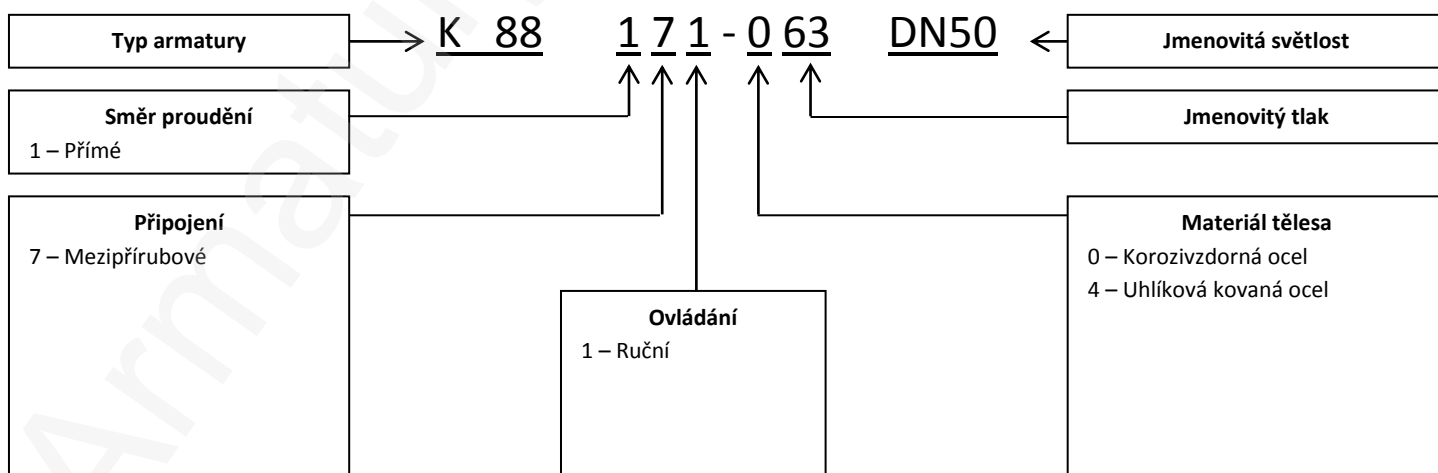 Typ armatury
K 88 1 7 1 - 0 63 DN50
Jmenovitá světlost
Směr proudění
1 – Přímé
Jmenovitý tlak
Připojení
7 – Mezipřírubové
Materiál tělesa
0 – Korozivzdorná ocel
4 – Uhlíková kovaná ocel
Ovládání
1 – Ruční
Armatur